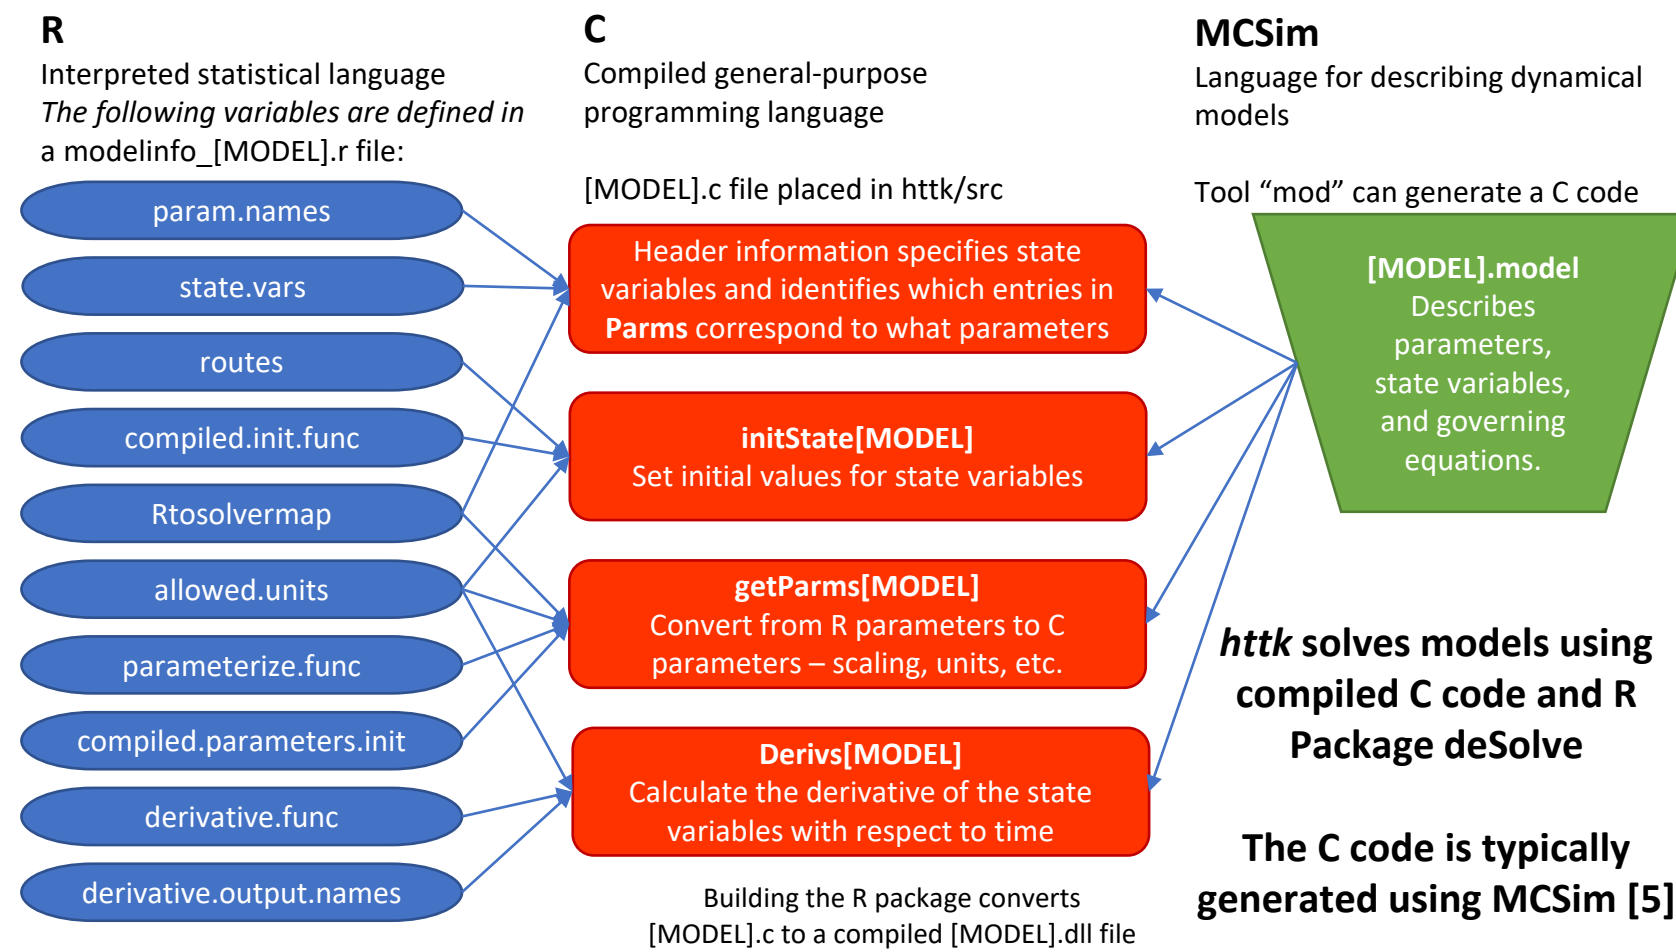 R
Interpreted statistical language
The following variables are defined in
a modelinfo_[MODEL].r file:
param.names
state.vars
routes
compiled.init.func
Rtosolvermap
allowed.units
parameterize.func
compiled.parameters.init
derivative.func
derivative.output.names
C
Compiled general-purpose
programming language
[MODEL].c file placed in httk/src
Header information specifies state
variables and identifies which entries in
Parms correspond to what parameters
initState[MODEL]
Set initial values for state variables
getParms[MODEL]
Convert from R parameters to C
parameters – scaling, units, etc.
Derivs[MODEL]
Calculate the derivative of the state
variables with respect to time
Building the R package converts
[MODEL].c to a compiled [MODEL].dll file
MCSim
Language for describing dynamical
models
Tool “mod” can generate a C code
[MODEL].model
Describes
parameters,
state variables,
and governing
equations.
httk solves models using
compiled C code and R
Package deSolve
The C code is typically
generated using MCSim [5]